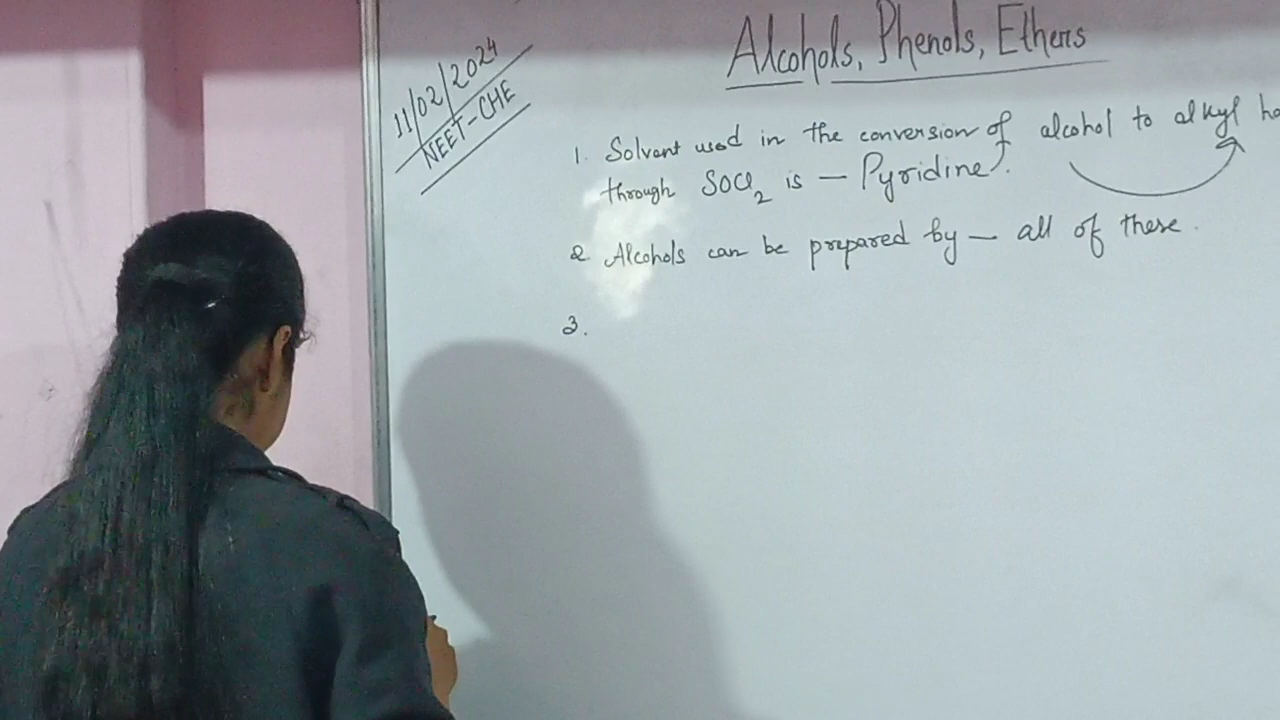 11/02/2024
NEET-CHE
Alcohols, Phenols, Ethers
1. Solvent used in the conversion of alcohol to alkyl ha
through SOCl₂ is – Pyridine.
2 Alcohols can be prepared by – all of these.
3.